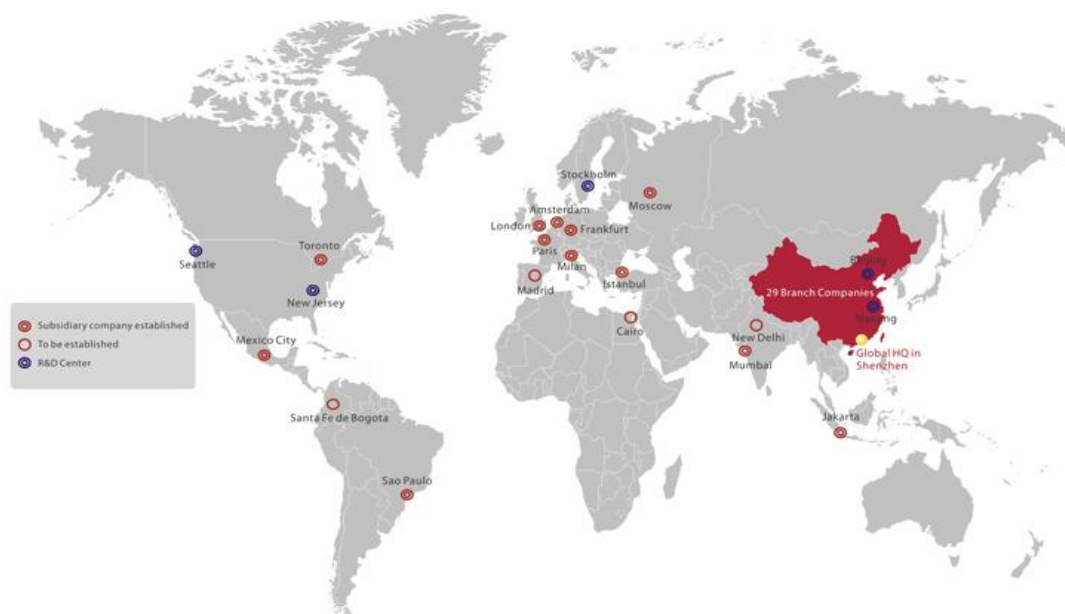 Stockholm
Moscow
Amsterdam
London
Frankfurt
Paris
Milan
Istanbul
Madrid
Toronto
Seattle
New Jersey
Beijing
29 Branch Companies
Nanjing
Cairo
New Delhi
Mumbai
Global HQ in
Shenzhen
Subsidiary company established
To be established
R&D Center
Mexico City
Santa Fe de Bogota
Jakarta
Sao Paulo